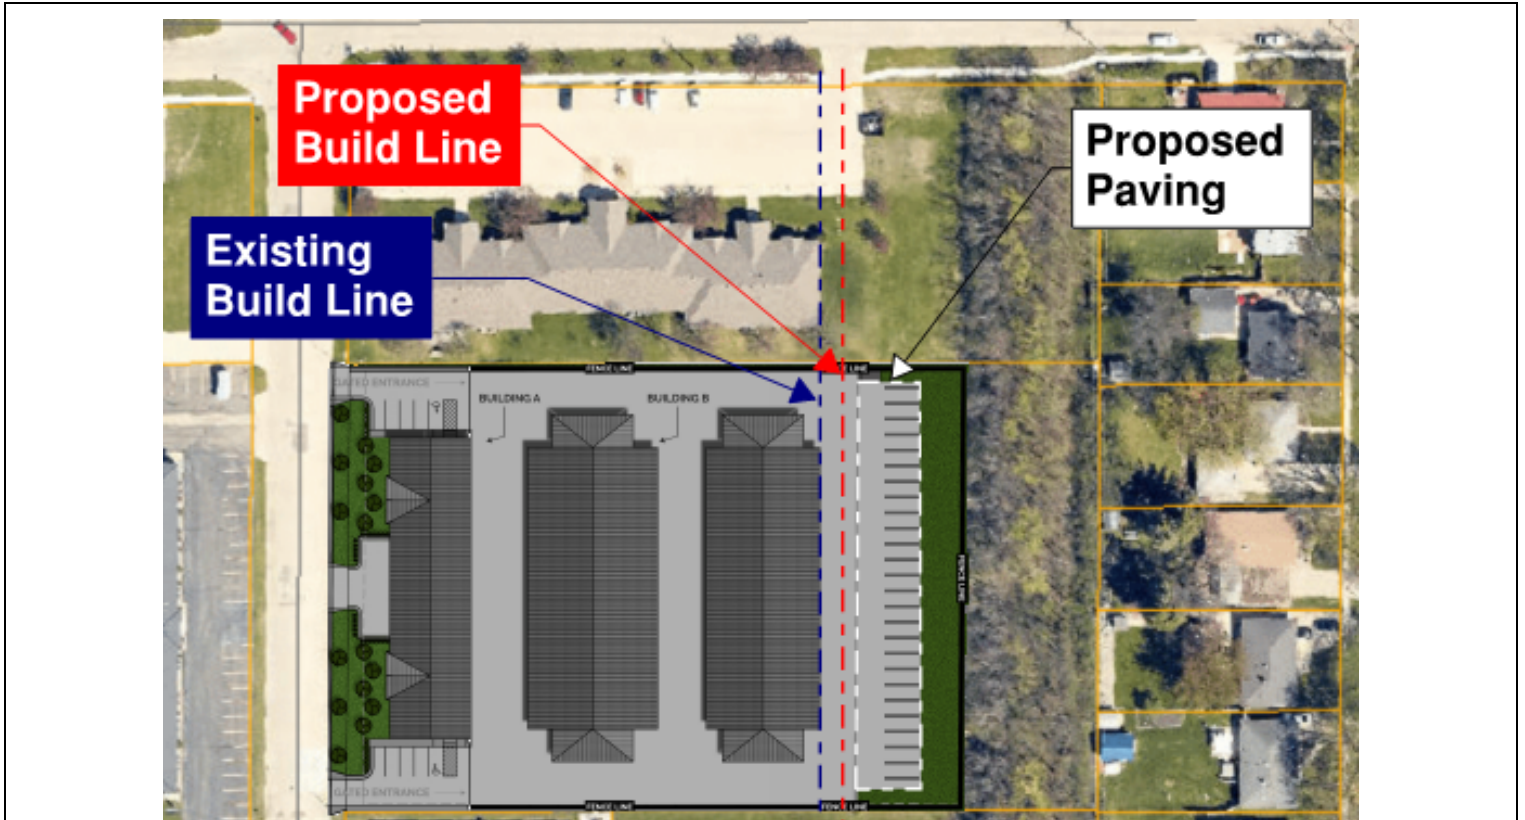 Proposed
Build Line
Proposed
Paving
Existing
Build Line
FENCE LINE
LINE
GATED ENTRANCE
BUILDING A
BUILDING B
FENCE LINE
GATED ENTRANCE
FENCE LINE
FENCE LINE